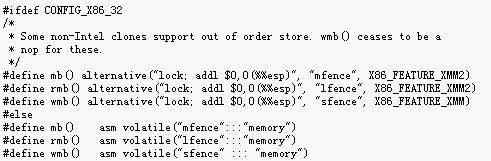 #ifdef CONFIG_X86_32
/*
 * Some non-Intel clones support out of order store. wmb() ceases to be a
 * nop for these.
 */
#define mb() alternative("lock; addl $0,0(%%esp)", "mfence", X86_FEATURE_XMM2)
#define rmb() alternative("lock; addl $0,0(%%esp)", "lfence", X86_FEATURE_XMM2)
#define wmb() alternative("lock; addl $0,0(%%esp)", "sfence", X86_FEATURE_XMM)
#else
#define mb()    asm volatile("mfence":::"memory")
#define rmb()   asm volatile("lfence":::"memory")
#define wmb()   asm volatile("sfence" ::: "memory")